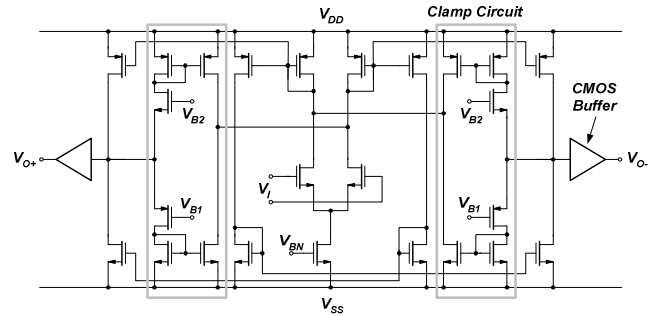 V_DD
Clamp Circuit
CMOS
Buffer
V_B2
V_B2
V_O+
V_O-
V_I
V_B1
V_B1
V_BN
V_SS